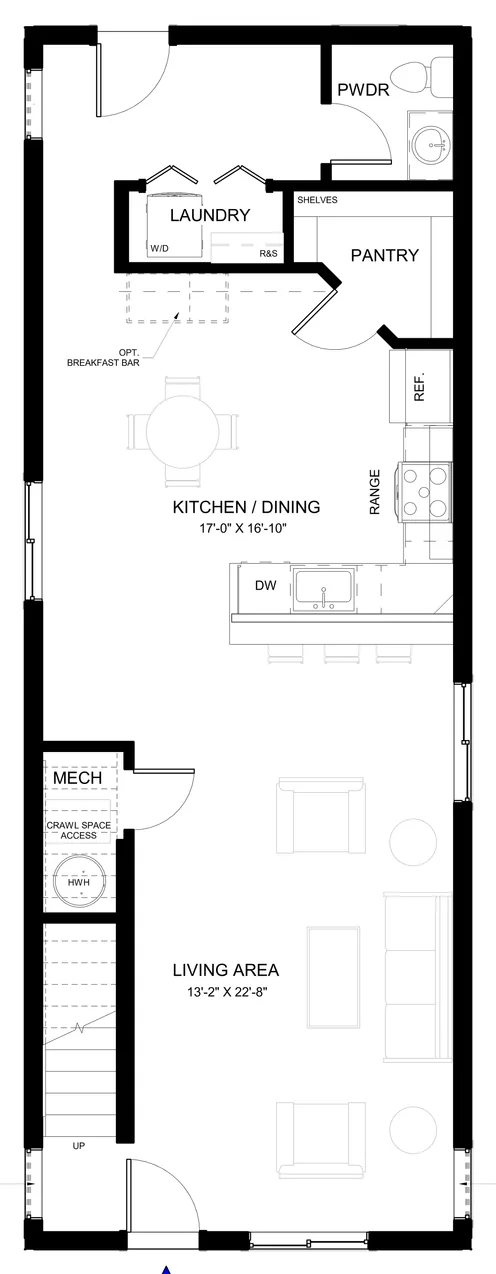 PWDR
SHELVES
LAUNDRY
W/D
R&S
PANTRY
OPT.
BREAKFAST BAR
REF.
RANGE
KITCHEN / DINING
17'-0" X 16'-10"
DW
MECH
CRAWL SPACE
ACCESS
HWH
LIVING AREA
13'-2" X 22'-8"
UP